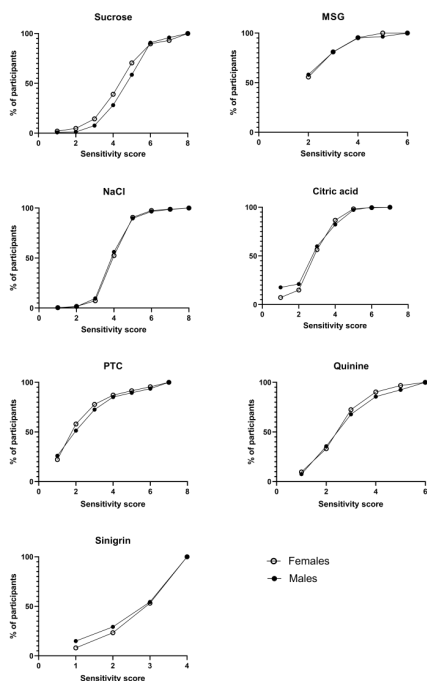 Sucrose
% of participants
100
50
0
0 2 4 6 8
Sensitivity score
MSG
% of participants
100
50
0
0 2 4 6
Sensitivity score
NaCl
% of participants
100
50
0
0 2 4 6 8
Sensitivity score
Citric acid
% of participants
100
50
0
0 2 4 6 8
Sensitivity score
PTC
% of participants
100
50
0
0 2 4 6 8
Sensitivity score
Quinine
% of participants
100
50
0
0 1 2 3 4 5 6
Sensitivity score
Sinigrin
% of participants
100
50
0
0 1 2 3 4
Sensitivity score
Females
Males